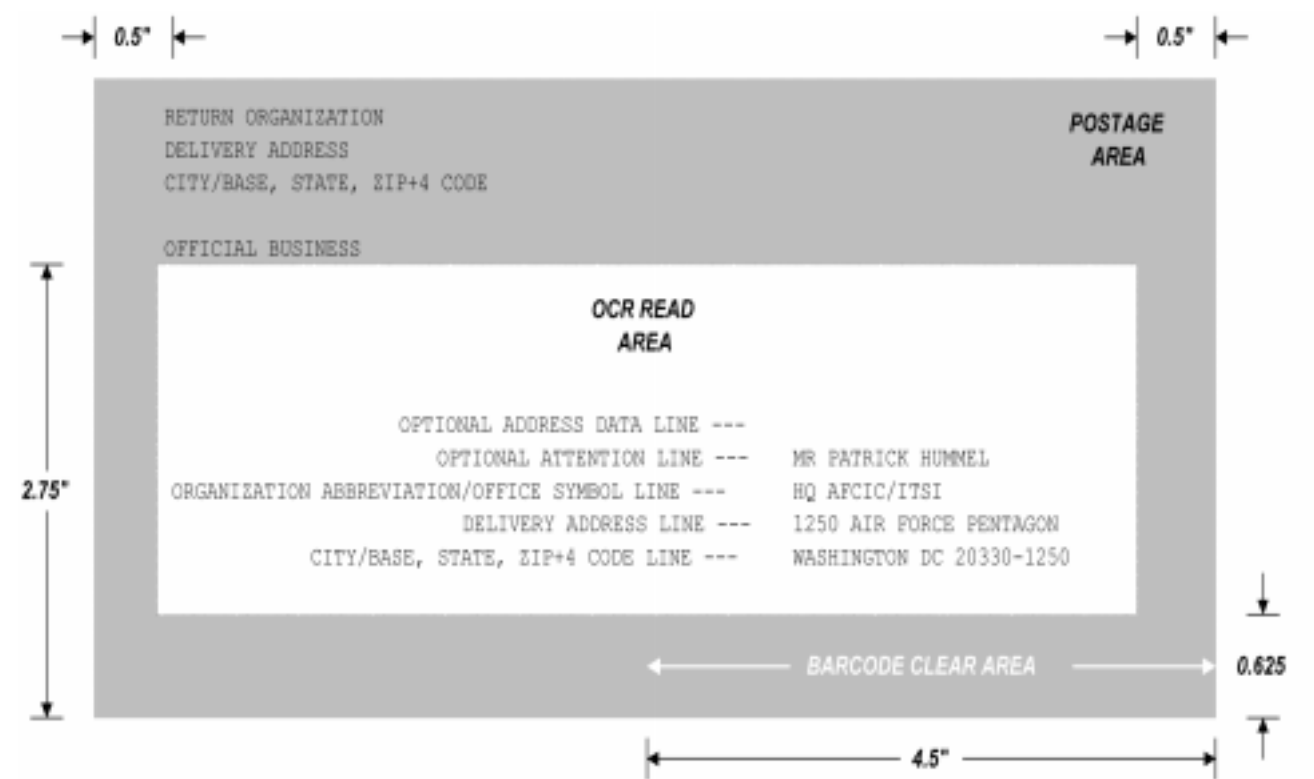 0.5" 0.5"
RETURN ORGANIZATION
DELIVERY ADDRESS
CITY/BASE, STATE, ZIP+4 CODE
OFFICIAL BUSINESS
POSTAGE
AREA
OCR READ
AREA
OPTIONAL ADDRESS DATA LINE ---
OPTIONAL ATTENTION LINE --- MR PATRICK HUMMEL
ORGANIZATION ABBREVIATION/OFFICE SYMBOL LINE --- HQ AFCIC/ITSI
DELIVERY ADDRESS LINE --- 1250 AIR FORCE PENTAGON
CITY/BASE, STATE, ZIP+4 CODE LINE --- WASHINGTON DC 20330-1250
2.75"
BARCODE CLEAR AREA
0.625
4.5"